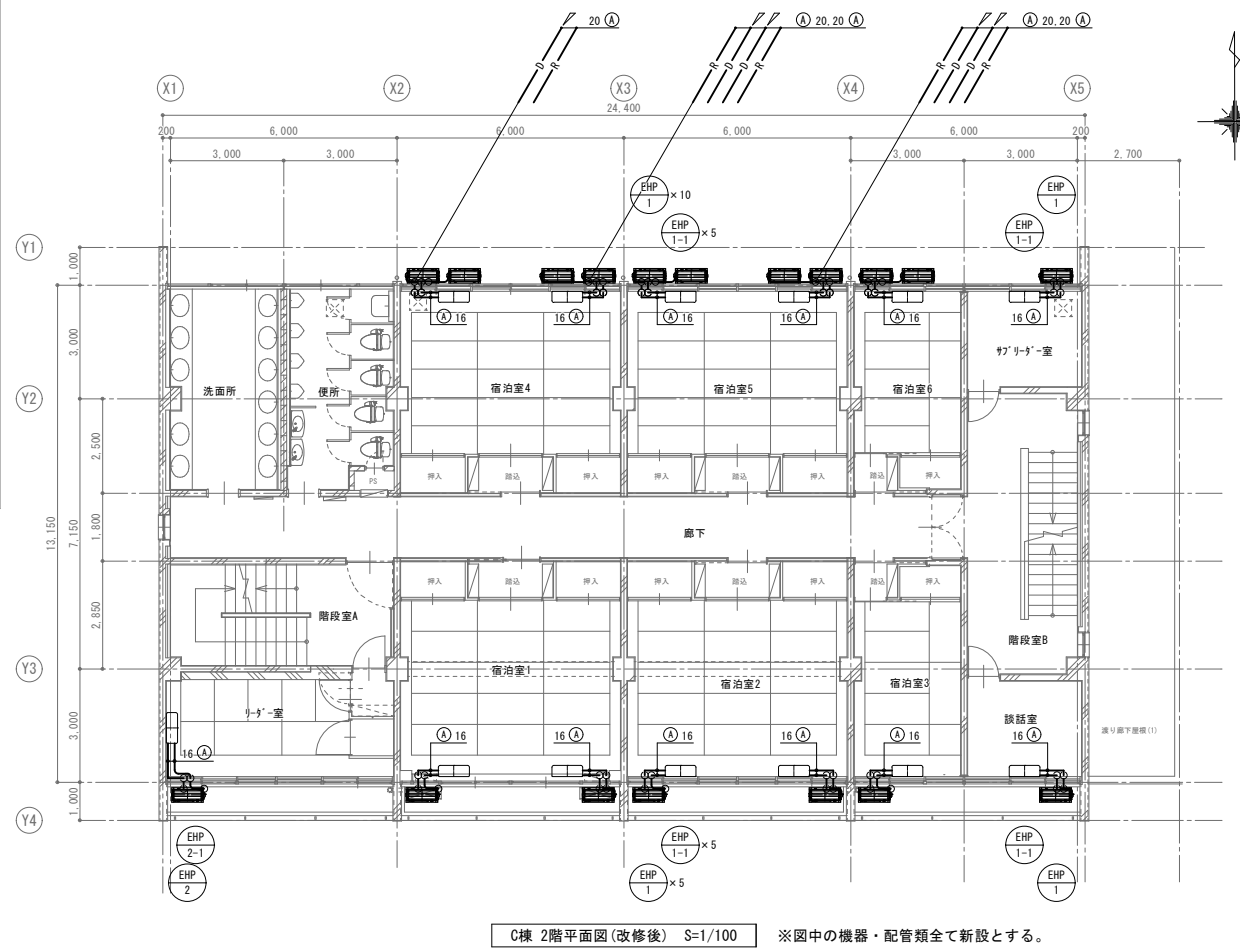 20 Ⓐ
Ⓐ 20,20 Ⓐ
Ⓐ 20,20 Ⓐ
D R
R D D R
R D D R
X1 X2 X3 X4 X5
24,400
200 6,000 6,000 6,000 6,000 200
3,000 3,000 3,000 3,000 2,700
EHP 1 ×10
EHP 1
EHP 1-1 ×5
EHP 1-1
Y1
1,000
Ⓐ 16 16 Ⓐ Ⓐ 16 16 Ⓐ Ⓐ 16 16 Ⓐ
3,000
洗面所 便所 宿泊室4 宿泊室5 宿泊室6 サブリーダー室
Y2
2,500
PS 押入 踏込 押入 押入 踏込 押入 踏込 押入
13,150 7,150 1,800
廊下
押入 踏込 押入 押入 踏込 押入 踏込 押入
2,850
階段室A 階段室B
Y3
宿泊室1 宿泊室2 宿泊室3
リーダー室 談話室
3,000
渡り廊下屋根(1)
16 Ⓐ Ⓐ 16 16 Ⓐ Ⓐ 16 16 Ⓐ Ⓐ 16 16 Ⓐ
1,000
Y4
EHP 2-1
EHP 1-1 ×5
EHP 1-1
EHP 2
EHP 1 ×5
EHP 1
C棟 2階平面図(改修後) S=1/100
※図中の機器・配管類全て新設とする。